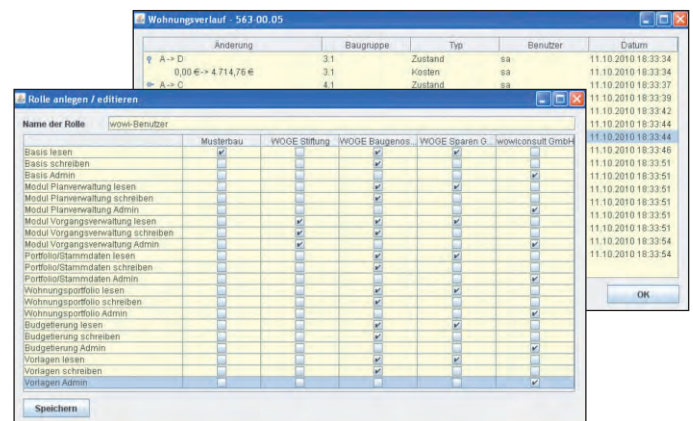 Wohnungsverlauf - 563-00.05
Änderung Baugruppe Typ Benutzer Datum
A -> D 3.1 Zustand sa 11.10.2010 18:33:34
0,00 € -> 4.714,76 € 3.1 Kosten sa 11.10.2010 18:33:34
A -> C 4.1 Zustand sa 11.10.2010 18:33:37
11.10.2010 18:33:39
11.10.2010 18:33:42
11.10.2010 18:33:44
11.10.2010 18:33:44
11.10.2010 18:33:46
11.10.2010 18:33:51
11.10.2010 18:33:51
11.10.2010 18:33:51
11.10.2010 18:33:51
11.10.2010 18:33:51
11.10.2010 18:33:51
11.10.2010 18:33:54
11.10.2010 18:33:54
OK
Rolle anlegen / editieren
Name der Rolle wowi-Benutzer
Musterbau WOGE Stiftung WOGE Baugenos... WOGE Sparen G... wowiconsult GmbH
Basis lesen
Basis schreiben
Basis Admin
Modul Planverwaltung lesen
Modul Planverwaltung schreiben
Modul Planverwaltung Admin
Modul Vorgangsverwaltung lesen
Modul Vorgangsverwaltung schreiben
Modul Vorgangsverwaltung Admin
Portfolio/Stammdaten lesen
Portfolio/Stammdaten schreiben
Portfolio/Stammdaten Admin
Wohnungsportfolio lesen
Wohnungsportfolio schreiben
Wohnungsportfolio Admin
Budgetierung lesen
Budgetierung schreiben
Budgetierung Admin
Vorlagen lesen
Vorlagen schreiben
Vorlagen Admin
Speichern